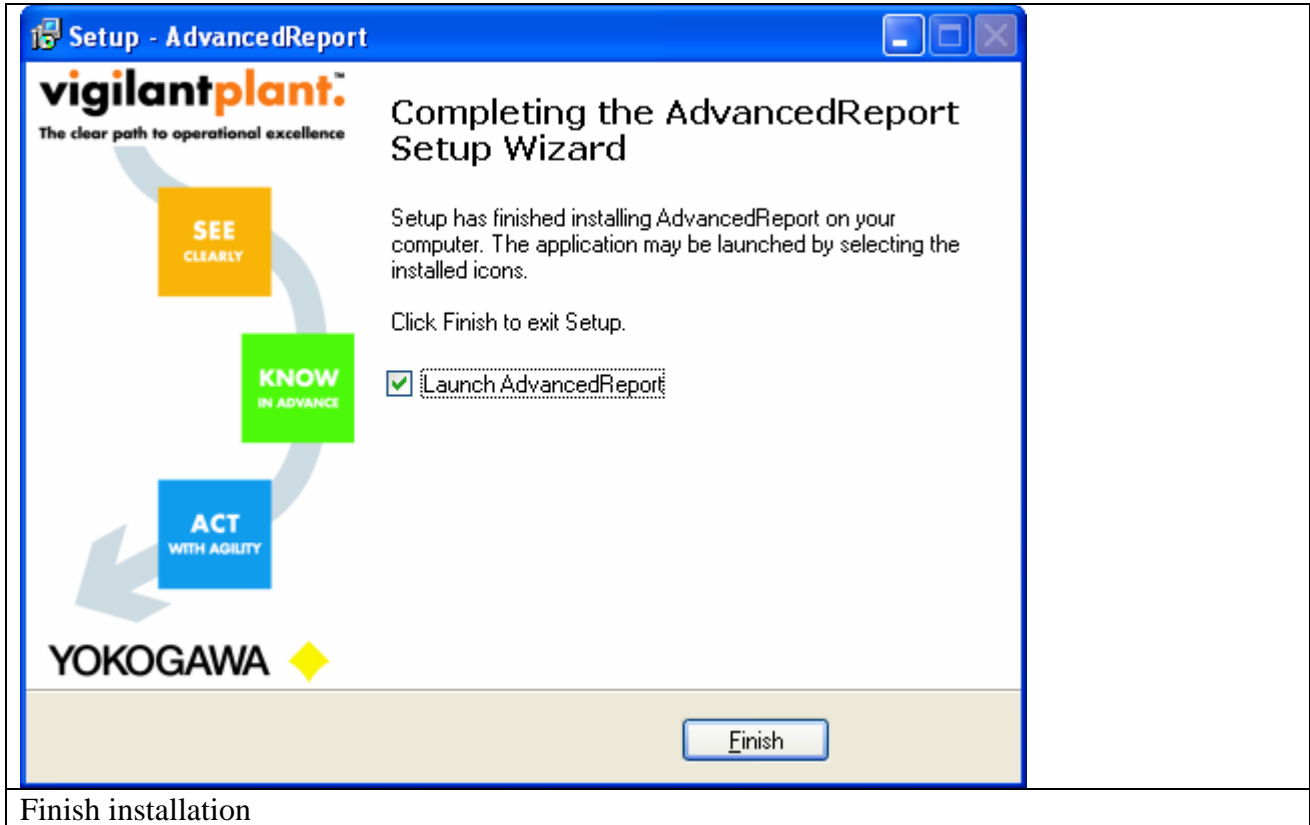 Setup - AdvancedReport
vigilantplant.™
The clear path to operational excellence
SEE
CLEARLY
KNOW
IN ADVANCE
ACT
WITH AGILITY
YOKOGAWA
Completing the AdvancedReport
Setup Wizard
Setup has finished installing AdvancedReport on your
computer. The application may be launched by selecting the
installed icons.
Click Finish to exit Setup.
Launch AdvancedReport
Finish
Finish installation